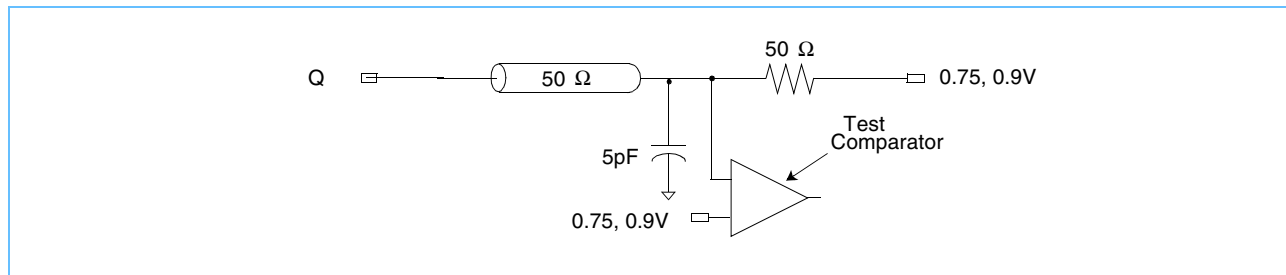 50 Ω
Q
50 Ω
0.75, 0.9V
Test
Comparator
5pF
0.75, 0.9V